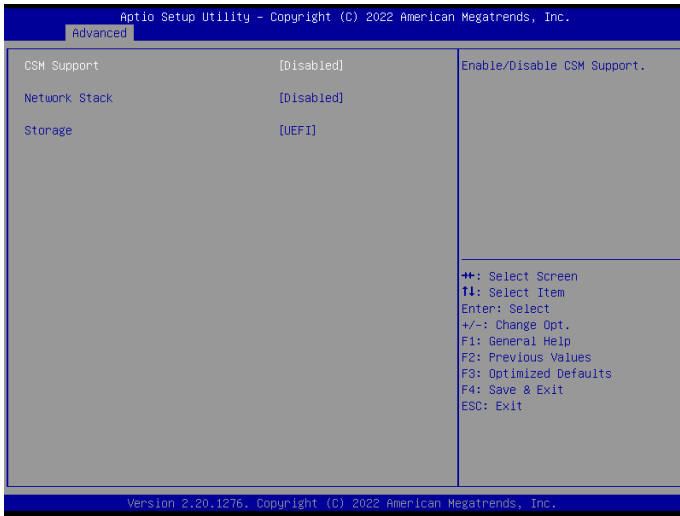 Aptio Setup Utility – Copyright (C) 2022 American Megatrends, Inc.
Advanced
CSM Support [Disabled]
Network Stack [Disabled]
Storage [UEFI]
Enable/Disable CSM Support.
→←: Select Screen
↑↓: Select Item
Enter: Select
+/-: Change Opt.
F1: General Help
F2: Previous Values
F3: Optimized Defaults
F4: Save & Exit
ESC: Exit
Version 2.20.1276. Copyright (C) 2022 American Megatrends, Inc.